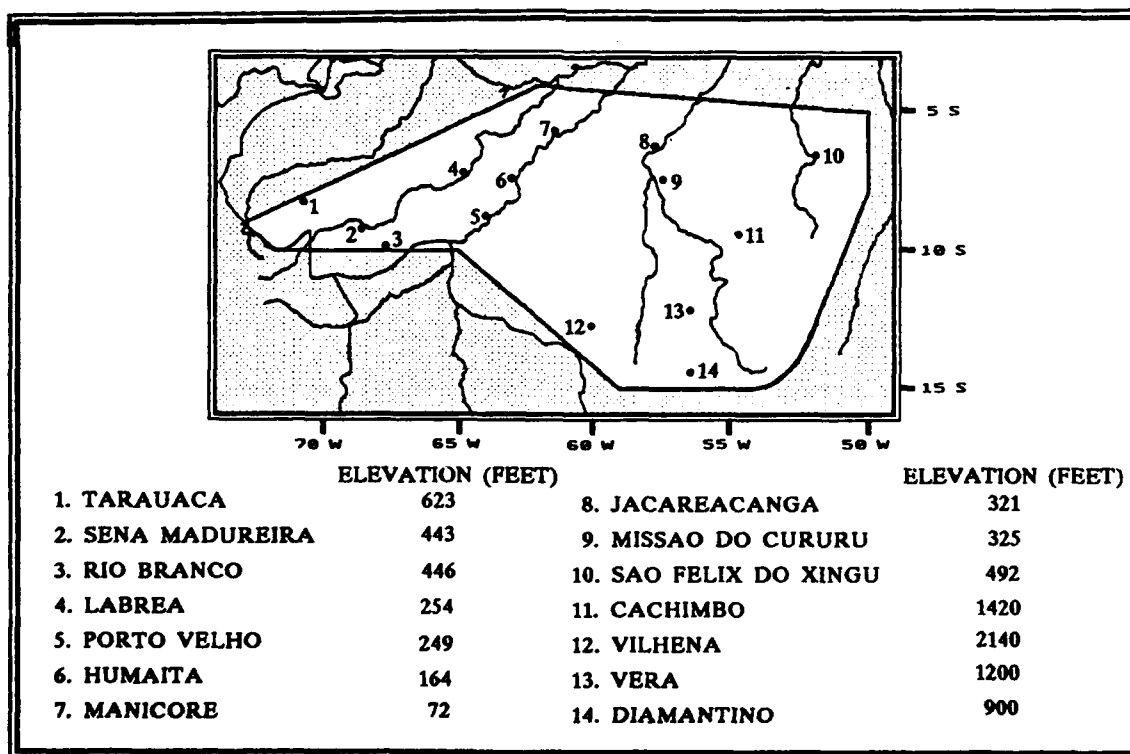 7
8
5 S
10
4
6
9
1
5
2
3
11
10 S
13
12
14
15 S
70 W 65 W 60 W 55 W 50 W
ELEVATION (FEET) ELEVATION (FEET)
1. TARAUACA 623 8. JACAREACANGA 321
2. SENA MADUREIRA 443 9. MISSAO DO CURURU 325
3. RIO BRANCO 446 10. SAO FELIX DO XINGU 492
4. LABREA 254 11. CACHIMBO 1420
5. PORTO VELHO 249 12. VILHENA 2140
6. HUMAITA 164 13. VERA 1200
7. MANICORE 72 14. DIAMANTINO 900